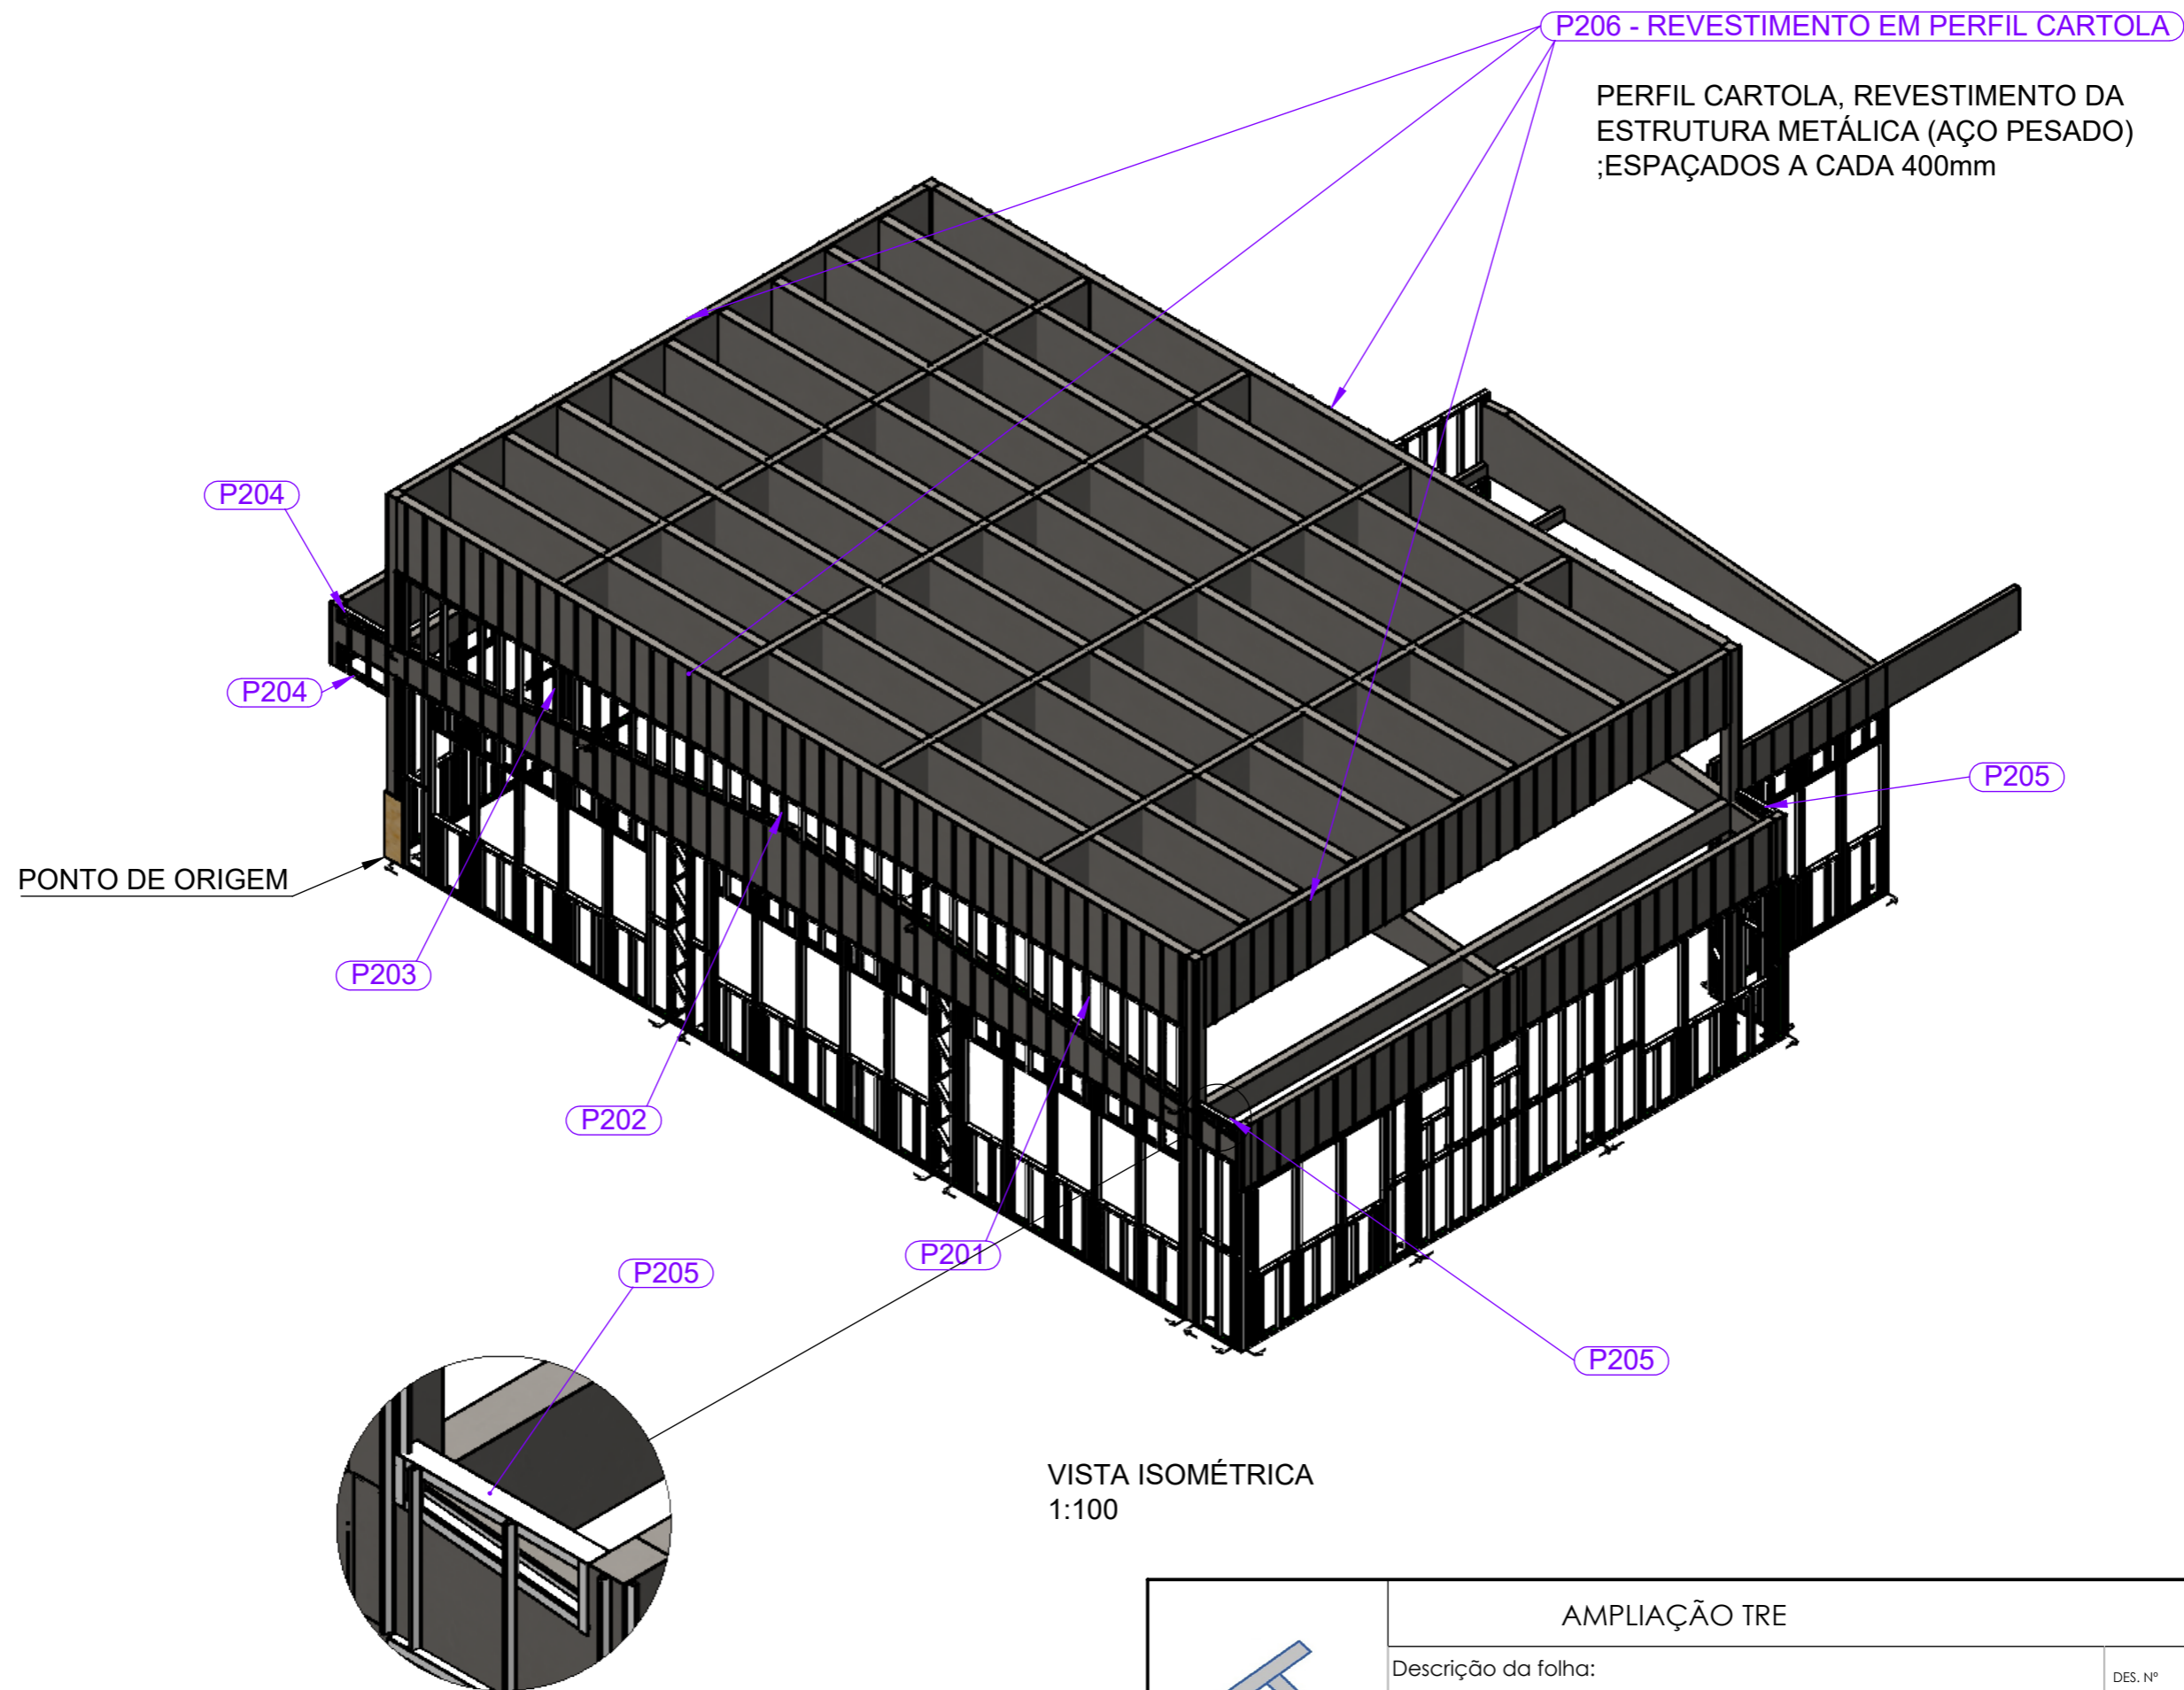 P206 - REVESTIMENTO EM PERFIL CARTOLA
PERFIL CARTOLA, REVESTIMENTO DA
ESTRUTURA METÁLICA (AÇO PESADO)
;ESPAÇADOS A CADA 400mm
P204
P204
P205
PONTO DE ORIGEM
P203
P202
P201
P205
P205
VISTA ISOMÉTRICA
1:100
AMPLIAÇÃO TRE
Descrição da folha:
DES. Nº